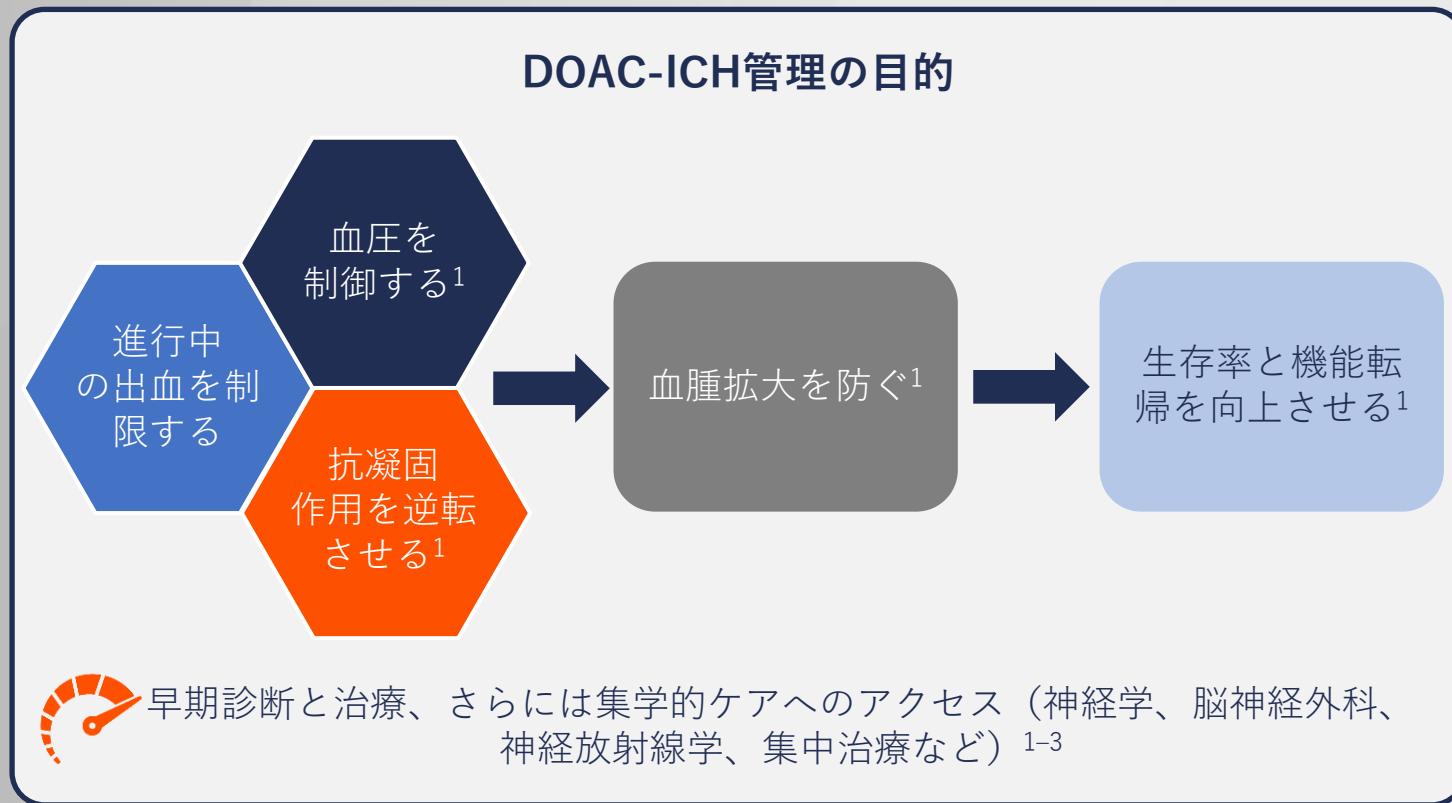 DOAC-ICH管理の目的
血圧を
制御する1
進行中
の出血を制
限する
抗凝固
作用を逆転
させる1
血腫拡大を防ぐ1
生存率と機能転
帰を向上させる1
早期診断と治療、さらには集学的ケアへのアクセス（神経学、脳神経外科、
神経放射線学、集中治療など）1–3